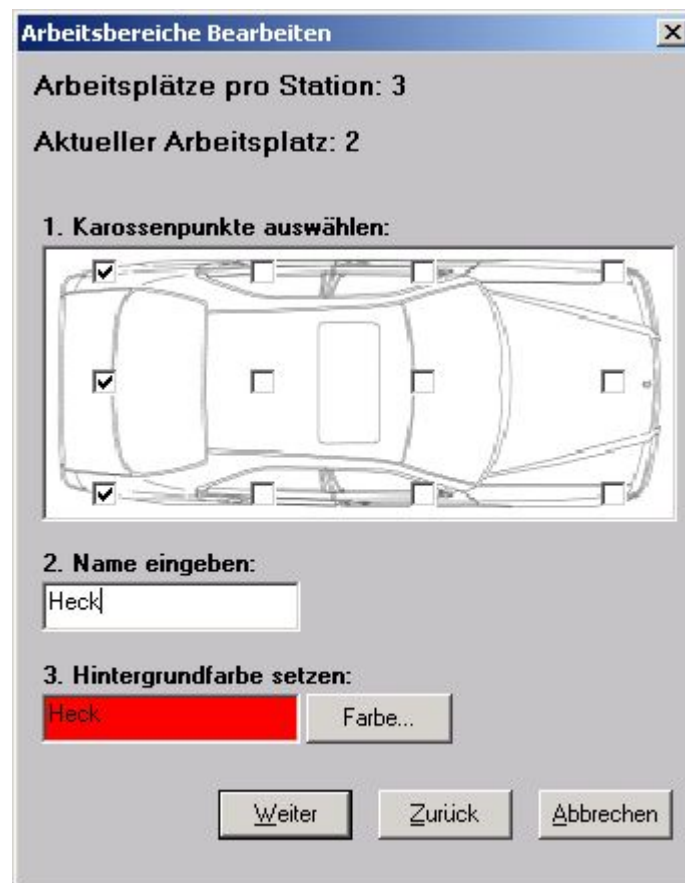 Arbeitsbereiche Bearbeiten
Arbeitsplätze pro Station: 3
Aktueller Arbeitsplatz: 2
1. Karossenpunkte auswählen:
2. Name eingeben:
Heck
3. Hintergrundfarbe setzen:
Heck
Farbe...
Weiter
Zurück
Abbrechen